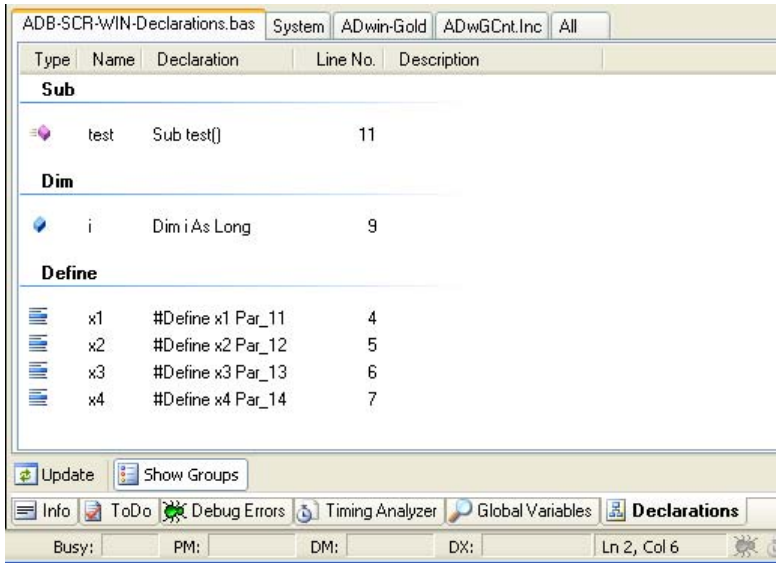 ADB-SCR-WIN-Declarations.bas System ADwin-Gold ADwGCnt.Inc All
Type Name Declaration Line No. Description
Sub
test Sub test() 11
Dim
i Dim i As Long 9
Define
x1 #Define x1 Par_11 4
x2 #Define x2 Par_12 5
x3 #Define x3 Par_13 6
x4 #Define x4 Par_14 7
Update Show Groups
Info ToDo Debug Errors Timing Analyzer Global Variables Declarations
Busy: PM: DM: DX: Ln 2, Col 6